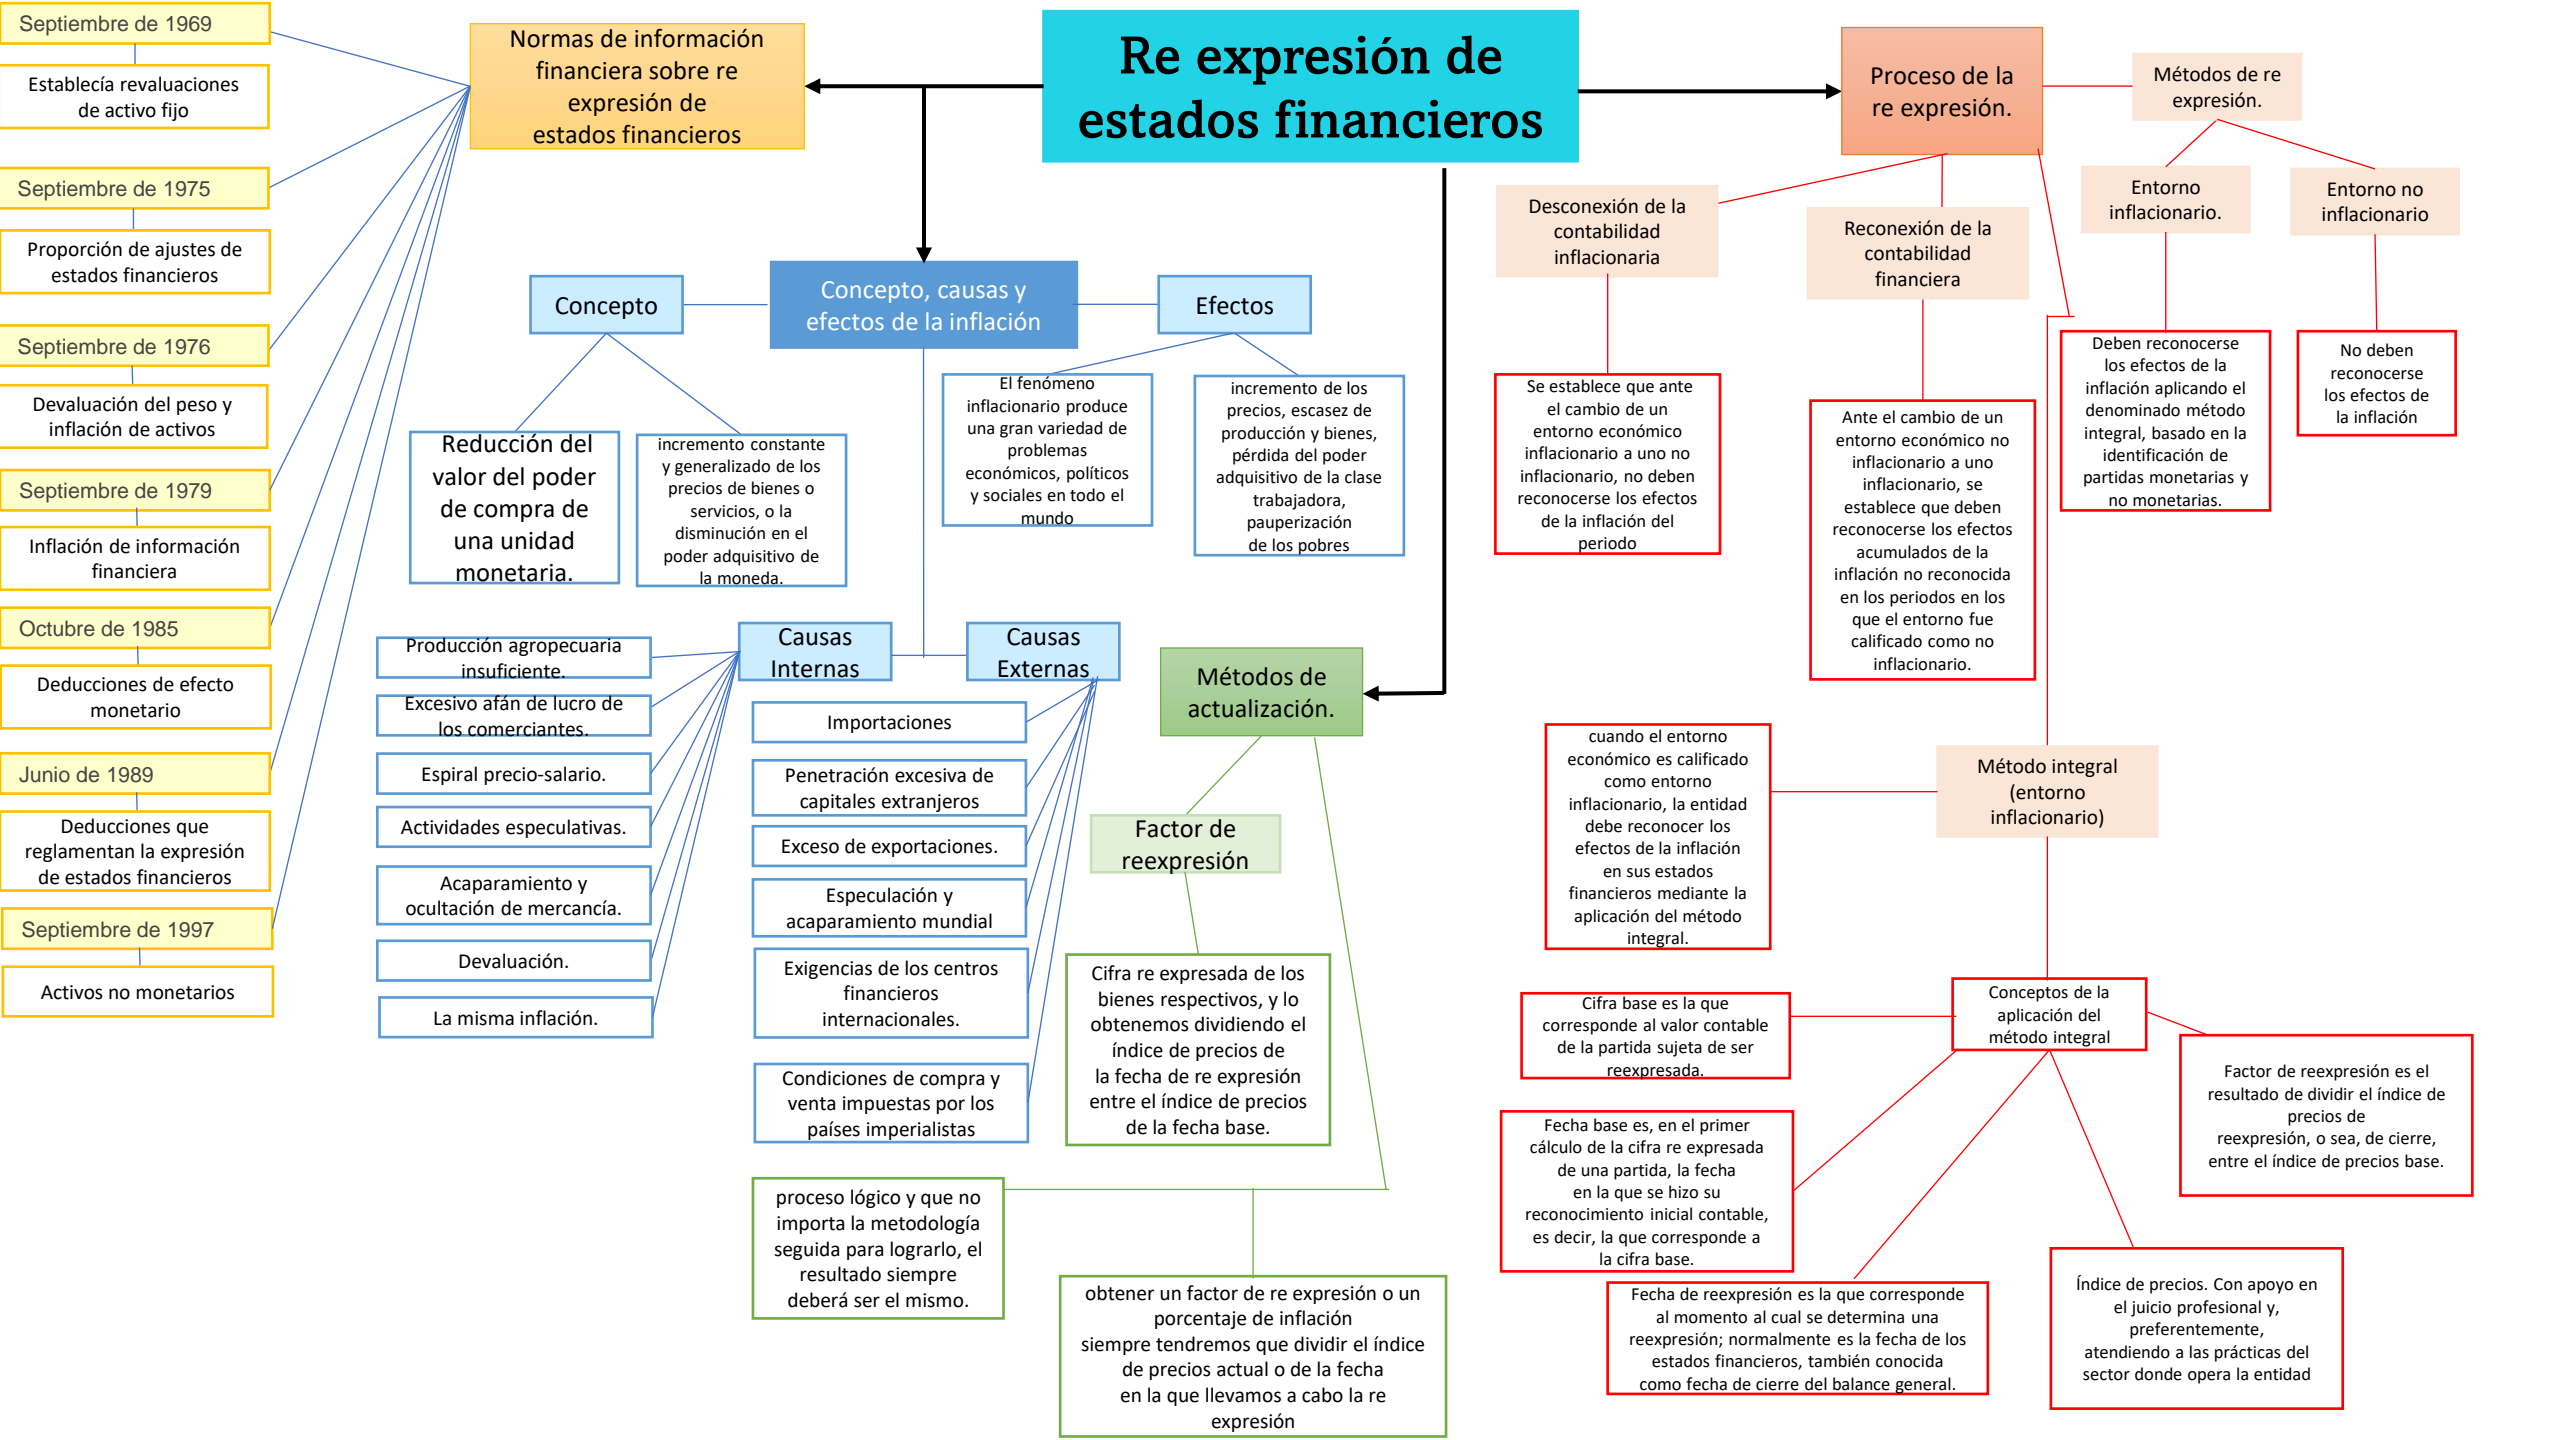 Re expresión de
estados financieros
Normas de información
financiera sobre re
expresión de
estados financieros
Septiembre de 1969
Establecía revaluaciones
de activo fijo
Septiembre de 1975
Proporción de ajustes de
estados financieros
Septiembre de 1976
Devaluación del peso y
inflación de activos
Septiembre de 1979
Inflación de información
financiera
Octubre de 1985
Deducciones de efecto
monetario
Junio de 1989
Deducciones que
reglamentan la expresión
de estados financieros
Septiembre de 1997
Activos no monetarios
Concepto, causas y
efectos de la inflación
Concepto
Reducción del
valor del poder
de compra de
una unidad
monetaria.
incremento constante
y generalizado de los
precios de bienes o
servicios, o la
disminución en el
poder adquisitivo de
la moneda.
Efectos
El fenómeno
inflacionario produce
una gran variedad de
problemas
económicos, políticos
y sociales en todo el
mundo
incremento de los
precios, escasez de
producción y bienes,
pérdida del poder
adquisitivo de la clase
trabajadora,
pauperización
de los pobres
Causas
Internas
Producción agropecuaria
insuficiente.
Excesivo afán de lucro de
los comerciantes.
Espiral precio-salario.
Actividades especulativas.
Acaparamiento y
ocultación de mercancía.
Devaluación.
La misma inflación.
Causas
Externas
Importaciones
Penetración excesiva de
capitales extranjeros
Exceso de exportaciones.
Especulación y
acaparamiento mundial
Exigencias de los centros
financieros
internacionales.
Condiciones de compra y
venta impuestas por los
países imperialistas
Métodos de
actualización.
Factor de
reexpresión
Cifra re expresada de los
bienes respectivos, y lo
obtenemos dividiendo el
índice de precios de
la fecha de re expresión
entre el índice de precios
de la fecha base.
proceso lógico y que no
importa la metodología
seguida para lograrlo, el
resultado siempre
deberá ser el mismo.
obtener un factor de re expresión o un
porcentaje de inflación
siempre tendremos que dividir el índice
de precios actual o de la fecha
en la que llevamos a cabo la re
expresión
Proceso de la
re expresión.
Métodos de re
expresión.
Entorno
inflacionario.
Deben reconocerse
los efectos de la
inflación aplicando el
denominado método
integral, basado en la
identificación de
partidas monetarias y
no monetarias.
Entorno no
inflacionario
No deben
reconocerse
los efectos de
la inflación
Desconexión de la
contabilidad
inflacionaria
Se establece que ante
el cambio de un
entorno económico
inflacionario a uno no
inflacionario, no deben
reconocerse los efectos
de la inflación del
periodo
Reconexión de la
contabilidad
financiera
Ante el cambio de un
entorno económico no
inflacionario a uno
inflacionario, se
establece que deben
reconocerse los efectos
acumulados de la
inflación no reconocida
en los periodos en los
que el entorno fue
calificado como no
inflacionario.
Método integral
(entorno
inflacionario)
cuando el entorno
económico es calificado
como entorno
inflacionario, la entidad
debe reconocer los
efectos de la inflación
en sus estados
financieros mediante la
aplicación del método
integral.
Conceptos de la
aplicación del
método integral
Cifra base es la que
corresponde al valor contable
de la partida sujeta de ser
reexpresada.
Fecha base es, en el primer
cálculo de la cifra re expresada
de una partida, la fecha
en la que se hizo su
reconocimiento inicial contable,
es decir, la que corresponde a
la cifra base.
Fecha de reexpresión es la que corresponde
al momento al cual se determina una
reexpresión; normalmente es la fecha de los
estados financieros, también conocida
como fecha de cierre del balance general.
Índice de precios. Con apoyo en
el juicio profesional y,
preferentemente,
atendiendo a las prácticas del
sector donde opera la entidad
Factor de reexpresión es el
resultado de dividir el índice de
precios de
reexpresión, o sea, de cierre,
entre el índice de precios base.